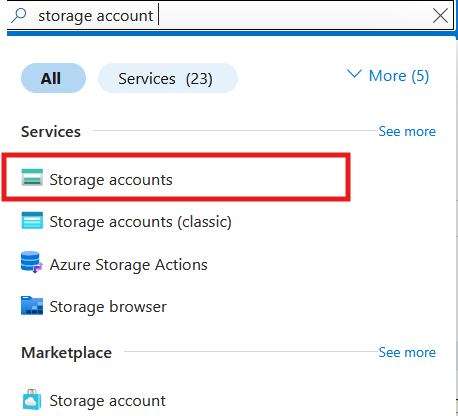 storage account
All Services (23) More (5)
Services See more
Storage accounts
Storage accounts (classic)
Azure Storage Actions
Storage browser
Marketplace See more
Storage account